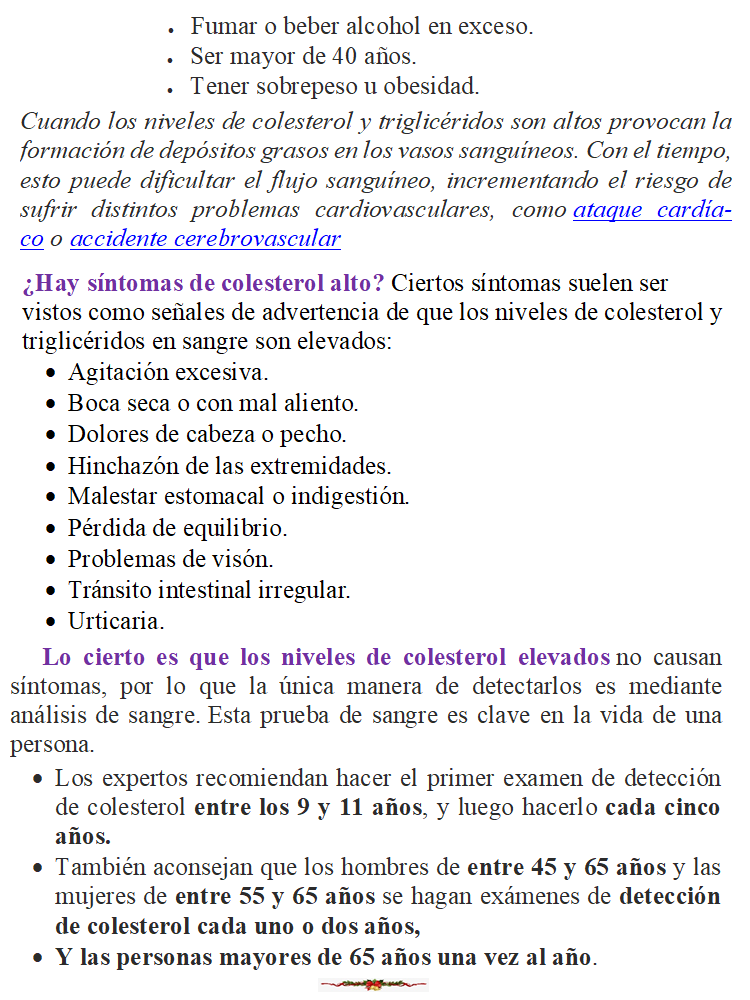 • Fumar o beber alcohol en exceso.
• Ser mayor de 40 años.
• Tener sobrepeso u obesidad.
Cuando los niveles de colesterol y triglicéridos son altos provocan la
formación de depósitos grasos en los vasos sanguíneos. Con el tiempo,
esto puede dificultar el flujo sanguíneo, incrementando el riesgo de
sufrir distintos problemas cardiovasculares, como ataque cardía-
co o accidente cerebrovascular
¿Hay síntomas de colesterol alto? Ciertos síntomas suelen ser
vistos como señales de advertencia de que los niveles de colesterol y
triglicéridos en sangre son elevados:
• Agitación excesiva.
• Boca seca o con mal aliento.
• Dolores de cabeza o pecho.
• Hinchazón de las extremidades.
• Malestar estomacal o indigestión.
• Pérdida de equilibrio.
• Problemas de visón.
• Tránsito intestinal irregular.
• Urticaria.
Lo cierto es que los niveles de colesterol elevados no causan
síntomas, por lo que la única manera de detectarlos es mediante
análisis de sangre. Esta prueba de sangre es clave en la vida de una
persona.
• Los expertos recomiendan hacer el primer examen de detección
de colesterol entre los 9 y 11 años, y luego hacerlo cada cinco
años.
• También aconsejan que los hombres de entre 45 y 65 años y las
mujeres de entre 55 y 65 años se hagan exámenes de detección
de colesterol cada uno o dos años,
• Y las personas mayores de 65 años una vez al año.